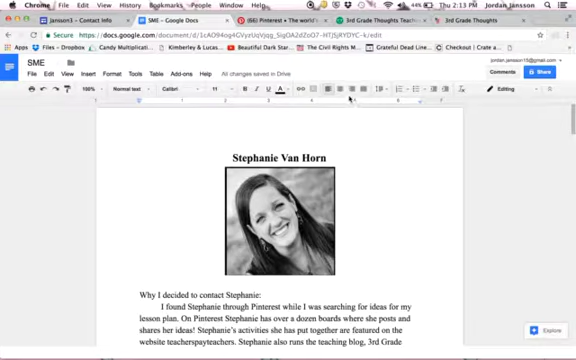 Chrome File Edit View History Bookmarks People Window Help 44% Sun 2:13 PM Jordan Jansson
Jansson3 – Contact Info SME - Google Docs (66) Pinterest • The world's 3rd Grade Thoughts Teach 3rd Grade Thoughts
Secure https://docs.google.com/document/d/
Apps Files - Dropbox Candy Multiplicati Kimberley & Lucas Beautiful Dark Star The Civil Rights M Grateful Dead Line Checkout | Crate a
SME
jordan.jansson15@gmail.com
File Edit View Insert Format Tools Table Add-ons Help All changes saved in Drive
Comments Share
100% Normal text Calibri 11 B I U A Editing
Stephanie Van Horn
Why I decided to contact Stephanie:
I found Stephanie through Pinterest while I was searching for ideas for my
lesson plan. On Pinterest Stephanie has over a dozen boards where she posts and
shares her ideas! Stephanie's activities she has put together are featured on the
website teacherspayteachers. Stephanie also runs the teaching blog, 3rd Grade
Explore